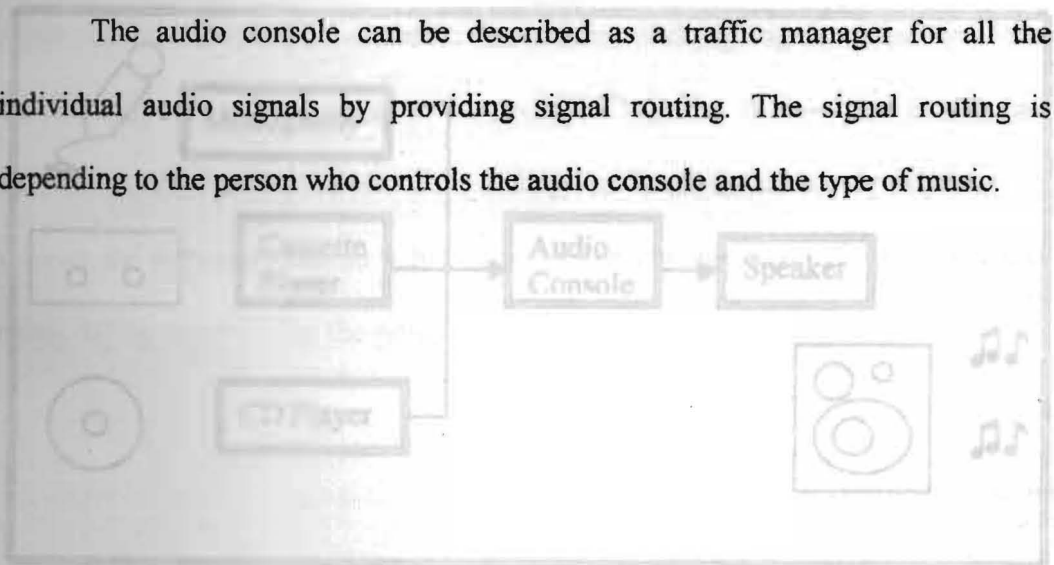 The audio console can be described as a traffic manager for all the
individual audio signals by providing signal routing. The signal routing is
depending to the person who controls the audio console and the type of music.
Cassette
Player
Audio
Console
Speaker
CD Player